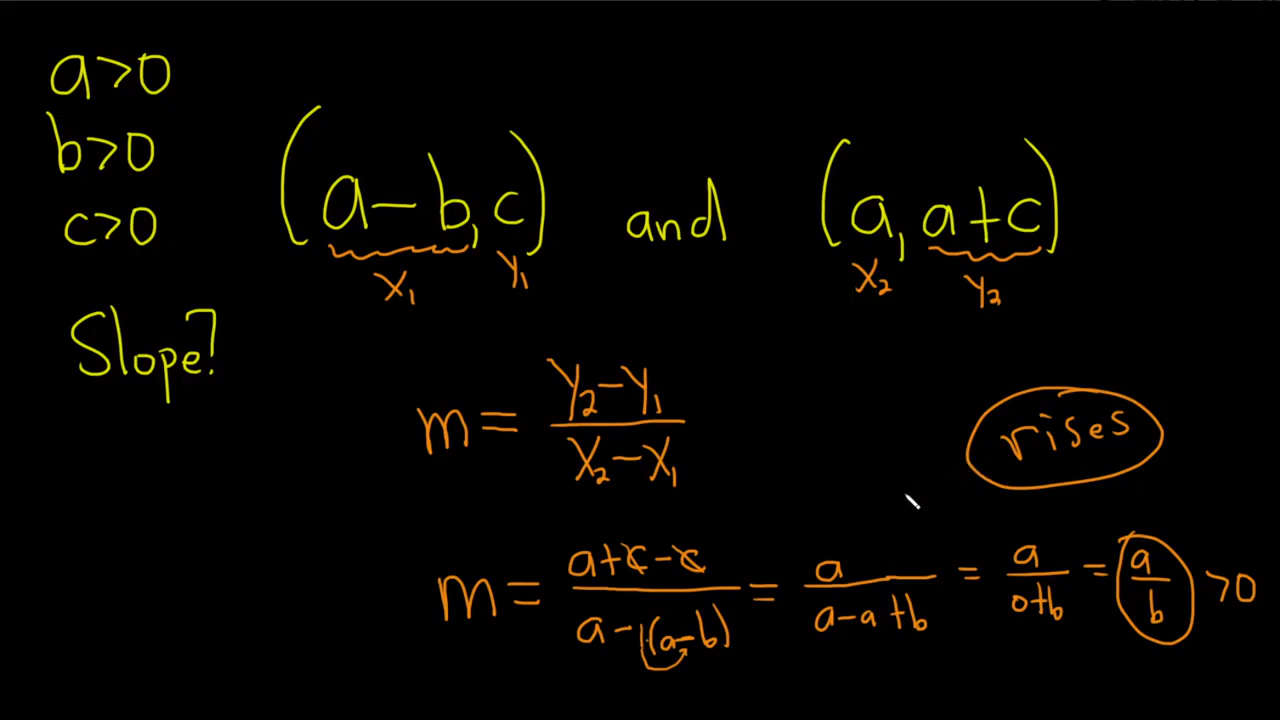 a>0
b>0
c>0
(a-b, c) and (a, a+c)
x₁ y₁ x₂ y₂
Slope?
m = (y₂-y₁)/(x₂-x₁)
rises
m = (a+c-c)/(a-1(a-b)) = a/(a-a+b) = a/(0+b) = a/b >0